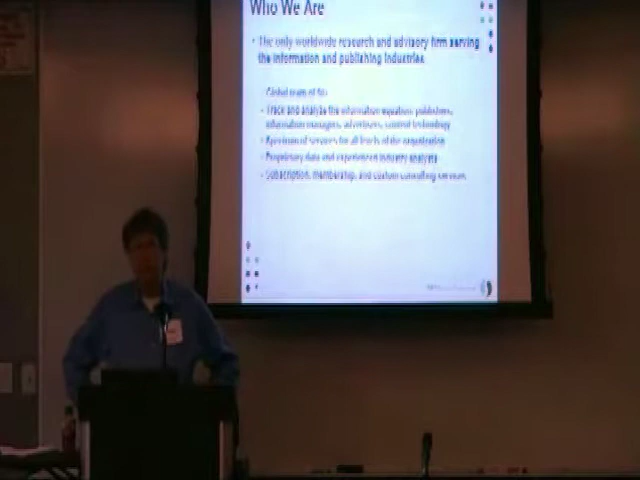 Who We Are
• The only worldwide research and advisory firm serving
the information and publishing industries
- Global team of
- Track and analyze the information equation: publishers,
information managers, advertisers, content technology
- Spectrum of services for all levels of the organization
- Proprietary data and experienced industry analysts
- Subscription, membership, and custom consulting services